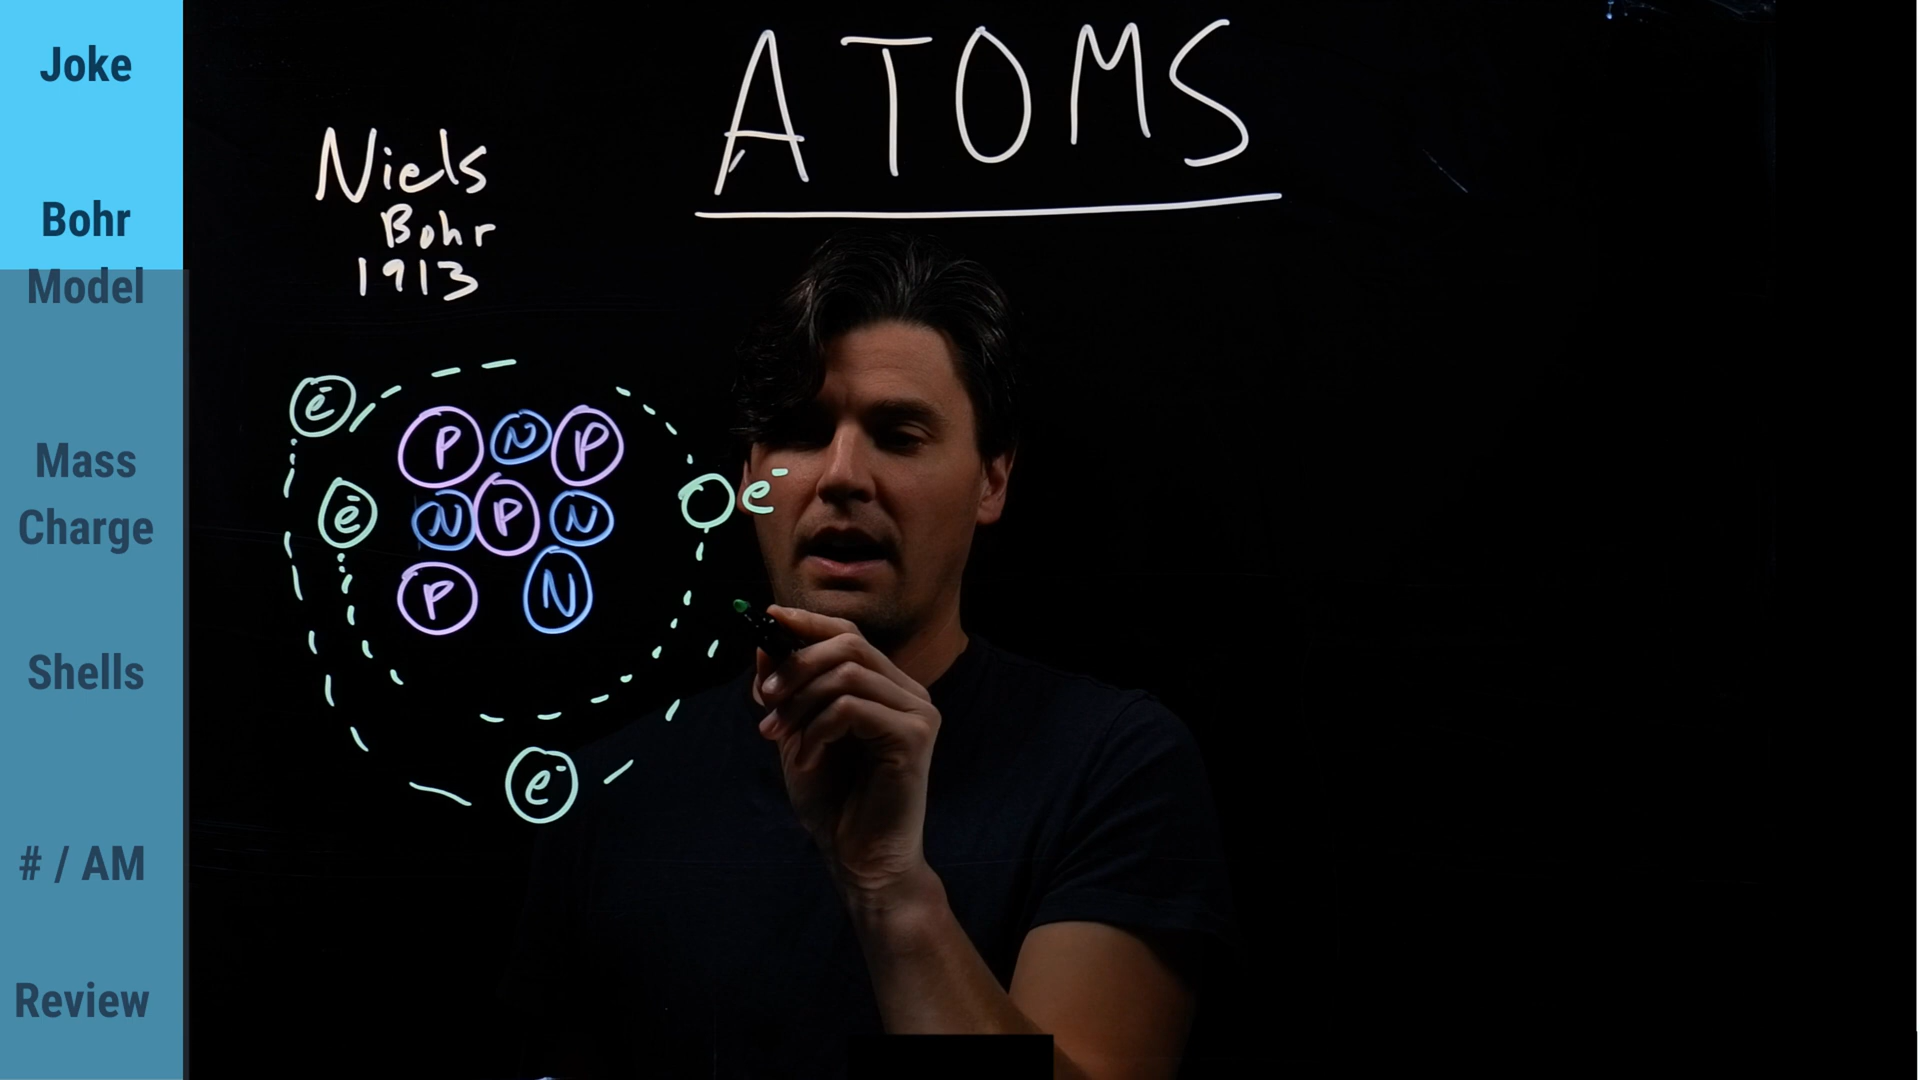 Joke
Bohr
Model
Mass
Charge
Shells
# / AM
Review
ATOMS
Niels
Bohr
1913
e⁻
P N P
e⁻
e⁻
N P N
P N
e⁻